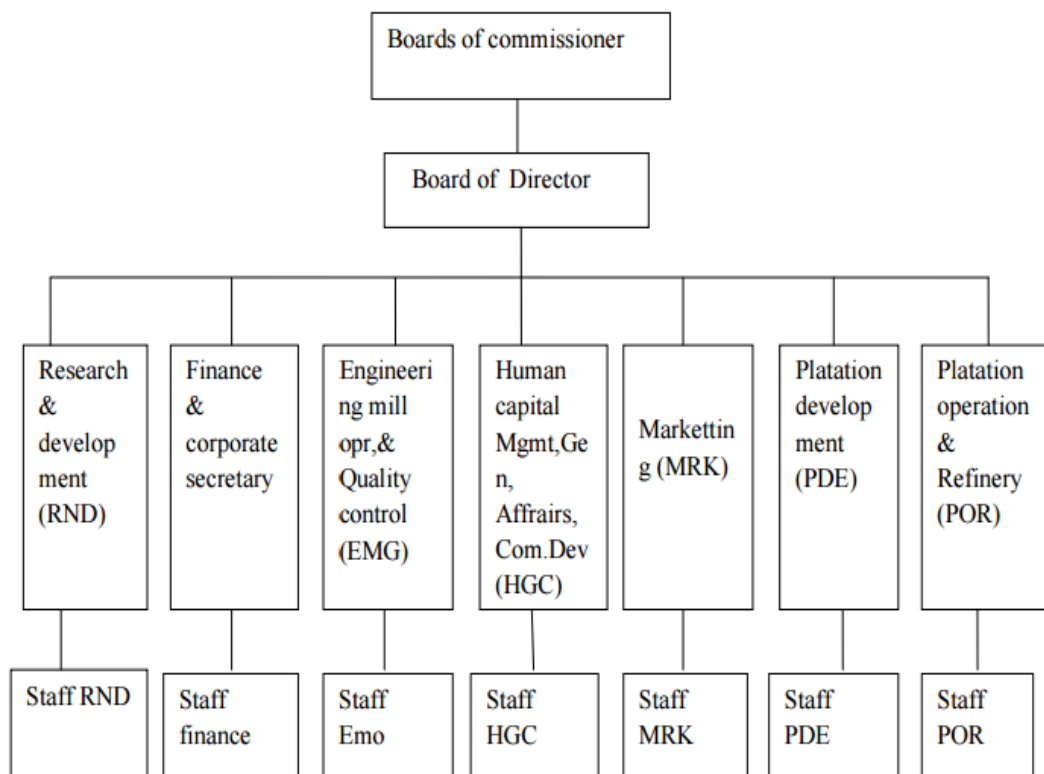 Boards of commissioner
Board of Director
Research
&
develop
ment
(RND)
Finance
&
corporate
secretary
Engineeri
ng mill
opr,&
Quality
control
(EMG)
Human
capital
Mgmt,Ge
n,
Affrairs,
Com.Dev
(HGC)
Markettin
g (MRK)
Platation
develop
ment
(PDE)
Platation
operation
&
Refinery
(POR)
Staff RND
Staff
finance
Staff
Emo
Staff
HGC
Staff
MRK
Staff
PDE
Staff
POR